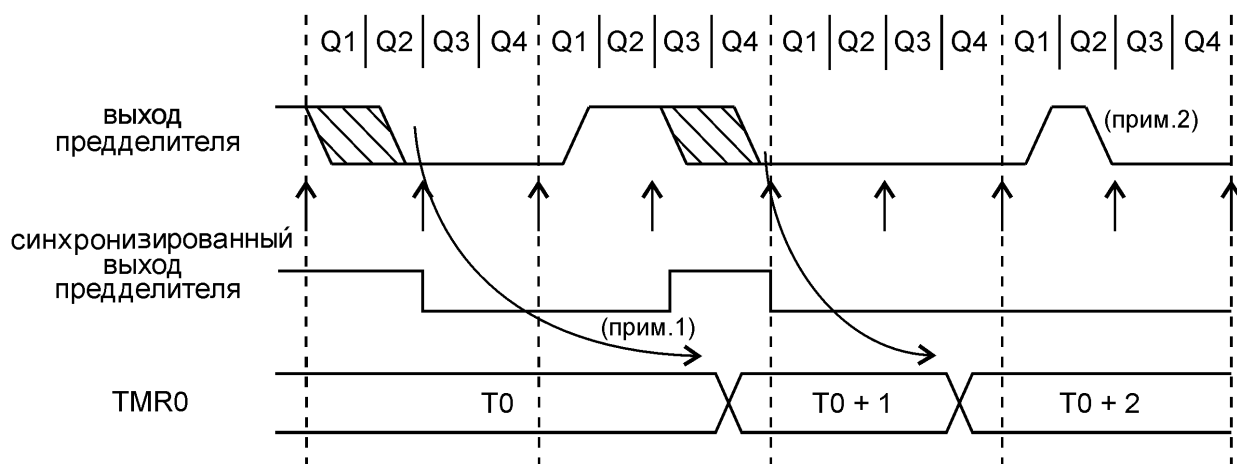 Q1 Q2 Q3 Q4 Q1 Q2 Q3 Q4 Q1 Q2 Q3 Q4 Q1 Q2 Q3 Q4
выход
предделителя
(прим.2)
синхронизированный
выход
предделителя
(прим.1)
TMR0 T0 T0 + 1 T0 + 2